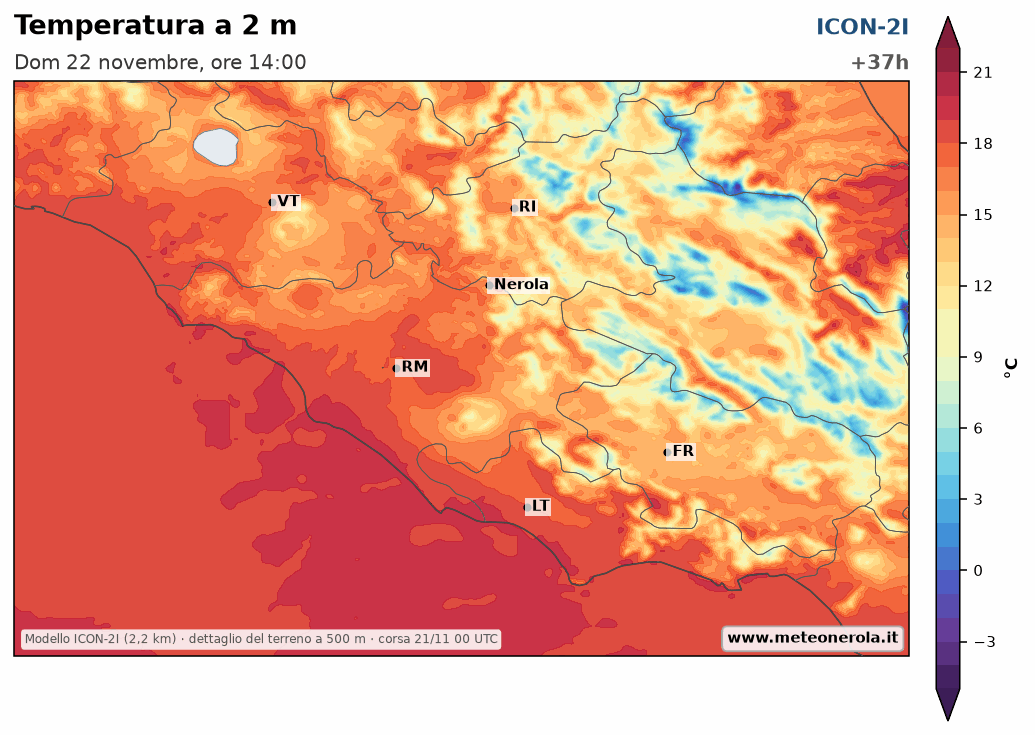 Temperatura a 2 m
ICON-2I
Dom 22 novembre, ore 14:00
+37h
VT
RI
Nerola
RM
FR
LT
21
18
15
12
9
6
3
0
−3
°C
Modello ICON-2I (2,2 km) · dettaglio del terreno a 500 m · corsa 21/11 00 UTC
www.meteonerola.it